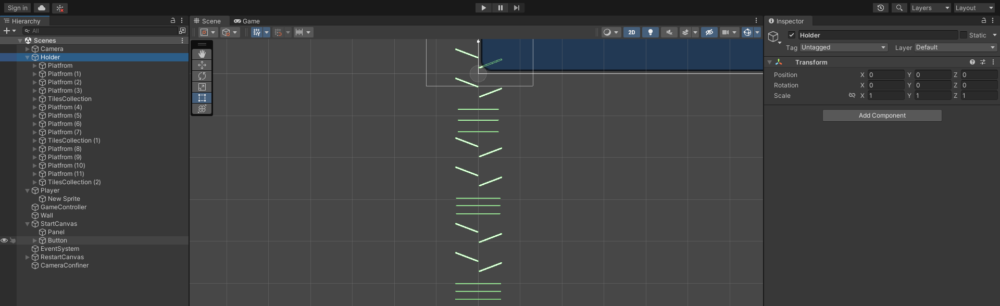 Sign in
Layers
Layout
Hierarchy
All
Scenes
Camera
Holder
Platfrom
Platfrom (1)
Platfrom (2)
Platfrom (3)
TilesCollection
Platfrom (4)
Platfrom (5)
Platfrom (6)
Platfrom (7)
TilesCollection (1)
Platfrom (8)
Platfrom (9)
Platfrom (10)
Platfrom (11)
TilesCollection (2)
Player
New Sprite
GameController
Wall
StartCanvas
Panel
Button
EventSystem
RestartCanvas
CameraConfiner
Scene Game
2D
Inspector
Holder Static
Tag Untagged Layer Default
Transform
Position X 0 Y 0 Z 0
Rotation X 0 Y 0 Z 0
Scale X 1 Y 1 Z 1
Add Component